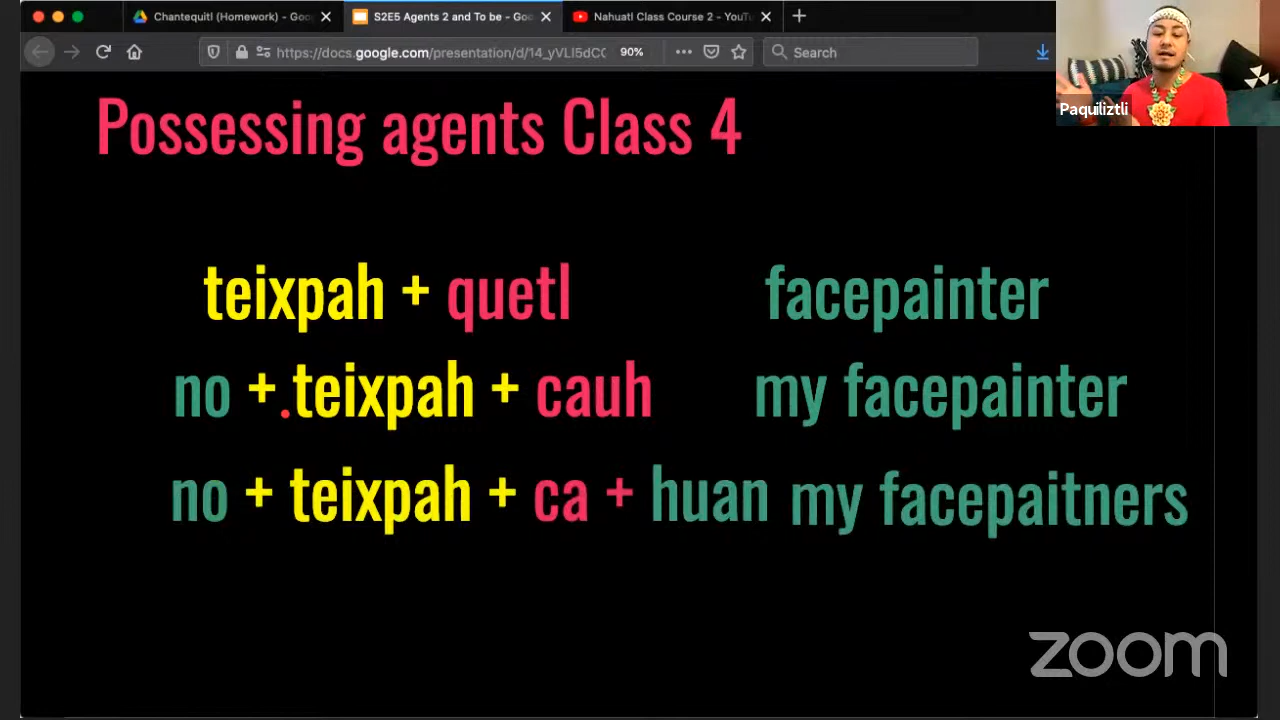 Chantequitl (Homework) - Goo
S2E5 Agents 2 and To be - Goo
Nahuatl Class Course 2 - YouTu
https://docs.google.com/presentation/d/14_yVLI5dCC
90%
Search
Paquiliztli
Possessing agents Class 4
teixpah + quetl facepainter
no +.teixpah + cauh my facepainter
no + teixpah + ca + huan my facepaitners
zoom